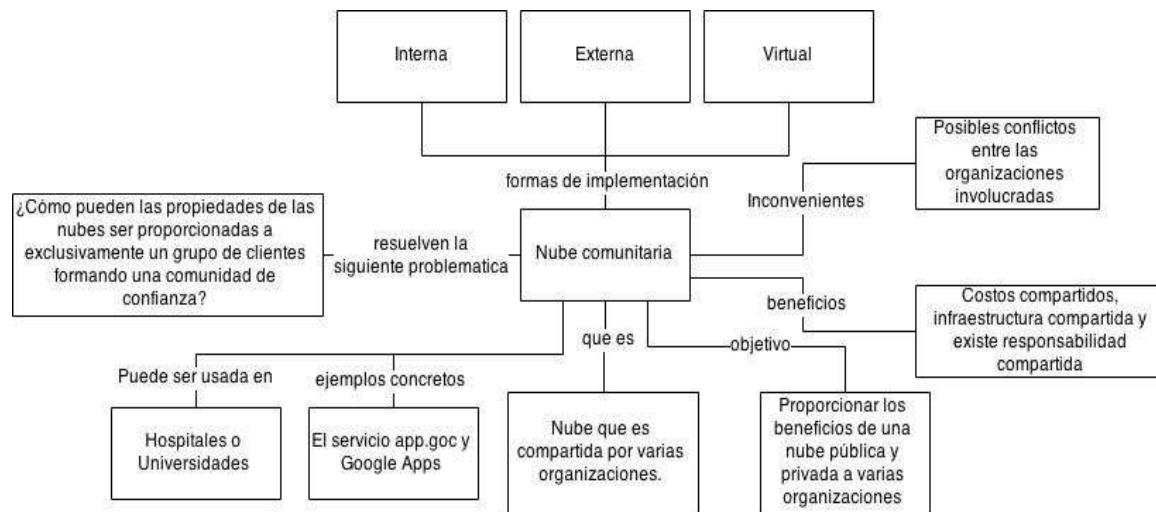 Interna
Externa
Virtual
Posibles conflictos
entre las
organizaciones
involucradas
formas de implementación
Inconvenientes
¿Cómo pueden las propiedades de las
nubes ser proporcionadas a
exclusivamente un grupo de clientes
formando una comunidad de
confianza?
resuelven la
siguiente problematica
Nube comunitaria
beneficios
Costos compartidos,
infraestructura compartida y
existe responsabilidad
compartida
que es
objetivo
Puede ser usada en
ejemplos concretos
Hospitales o
Universidades
El servicio app.goc y
Google Apps
Nube que es
compartida por varias
organizaciones.
Proporcionar los
beneficios de una
nube pública y
privada a varias
organizaciones